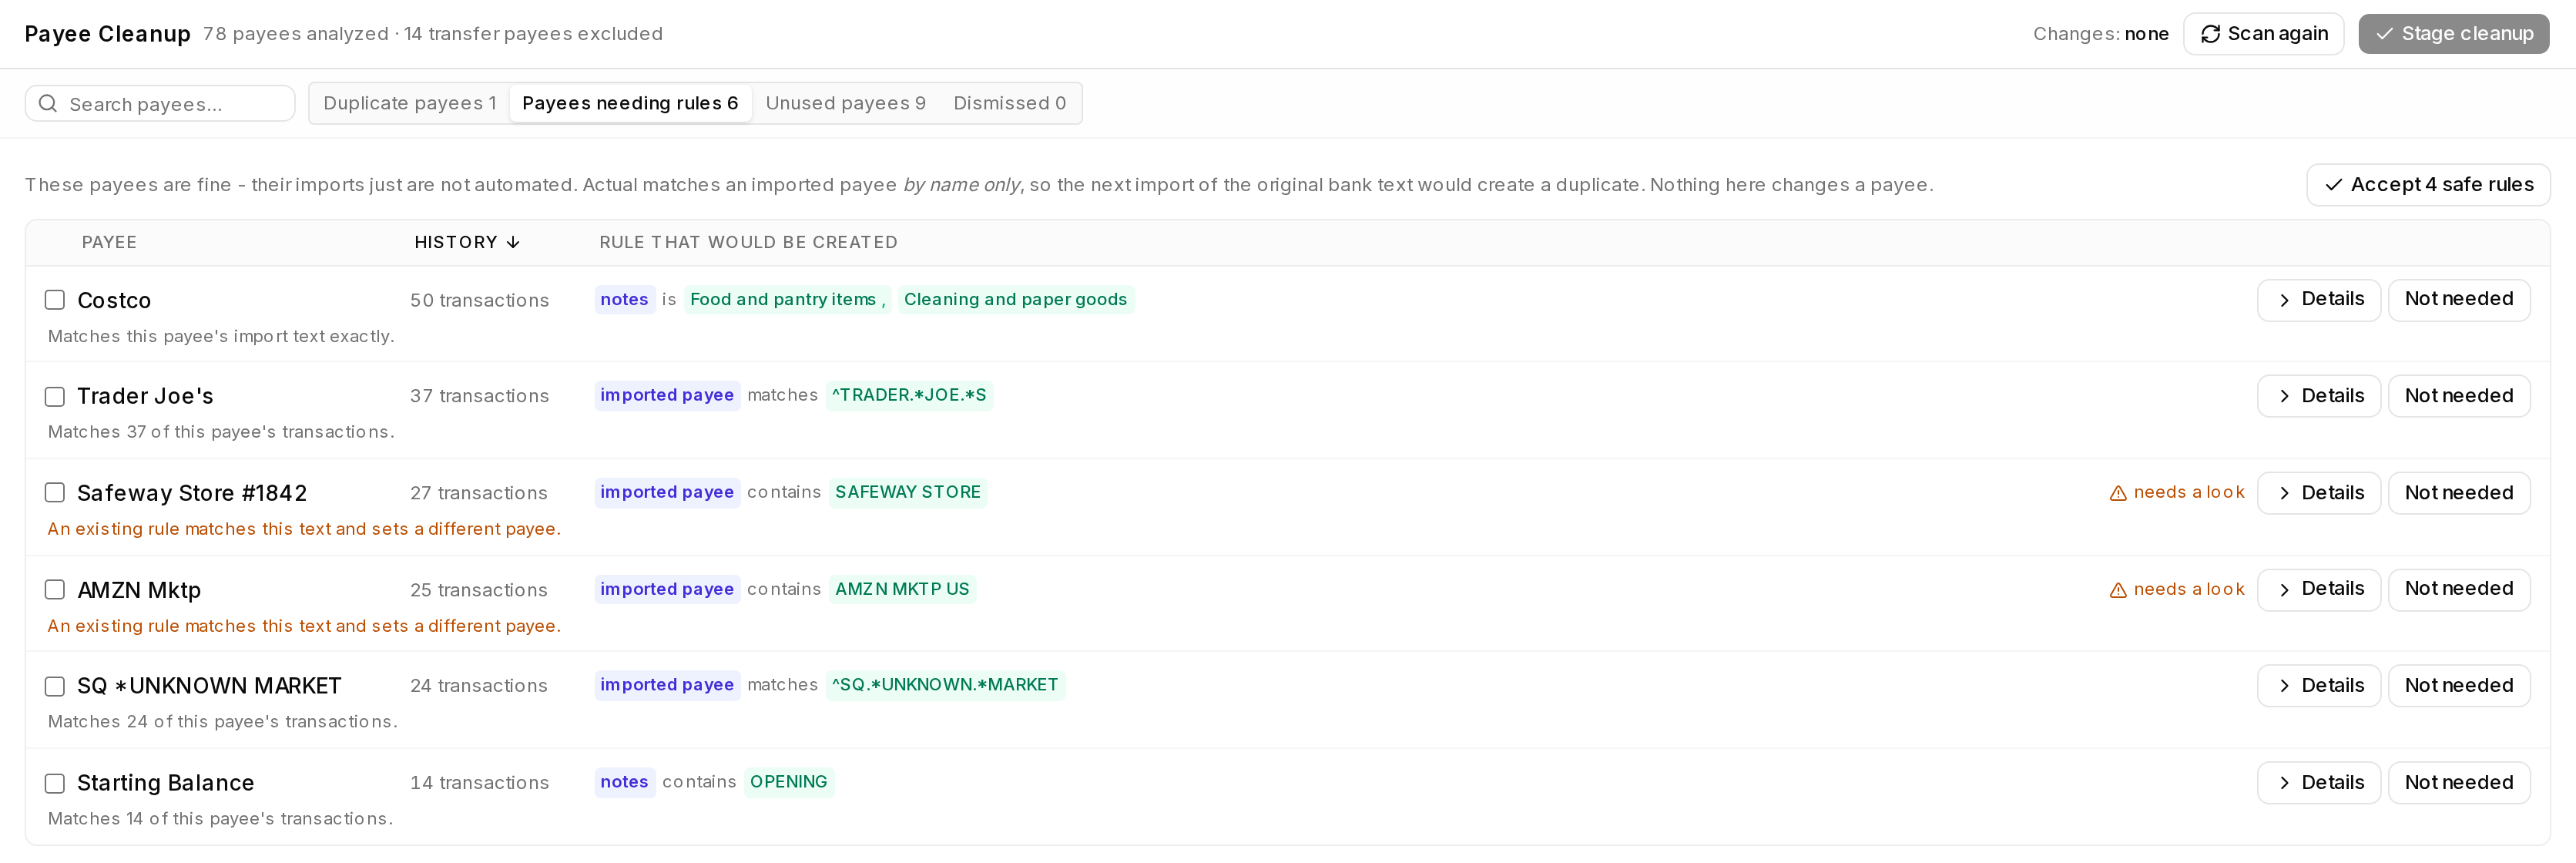 Payee Cleanup 78 payees analyzed · 14 transfer payees excluded Changes: none Scan again Stage cleanup
Search payees... Duplicate payees 1 Payees needing rules 6 Unused payees 9 Dismissed 0
These payees are fine - their imports just are not automated. Actual matches an imported payee by name only, so the next import of the original bank text would create a duplicate. Nothing here changes a payee. Accept 4 safe rules
PAYEE HISTORY ↓ RULE THAT WOULD BE CREATED
Costco 50 transactions notes is Food and pantry items , Cleaning and paper goods Details Not needed
Matches this payee's import text exactly.
Trader Joe's 37 transactions imported payee matches ^TRADER.*JOE.*S Details Not needed
Matches 37 of this payee's transactions.
Safeway Store #1842 27 transactions imported payee contains SAFEWAY STORE needs a look Details Not needed
An existing rule matches this text and sets a different payee.
AMZN Mktp 25 transactions imported payee contains AMZN MKTP US needs a look Details Not needed
An existing rule matches this text and sets a different payee.
SQ *UNKNOWN MARKET 24 transactions imported payee matches ^SQ.*UNKNOWN.*MARKET Details Not needed
Matches 24 of this payee's transactions.
Starting Balance 14 transactions notes contains OPENING Details Not needed
Matches 14 of this payee's transactions.